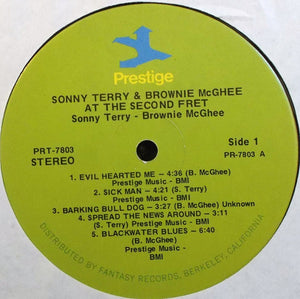 Prestige
SONNY TERRY & BROWNIE McGHEE
AT THE SECOND FRET
Sonny Terry - Brownie McGhee
PRT-7803
STEREO
Side 1
PR-7803 A
1. EVIL HEARTED ME – 4:36 (B. McGhee)
Prestige Music - BMI
2. SICK MAN – 4:21 (S. Terry)
Prestige Music - BMI
3. BARKING BULL DOG – 3:27 (B. McGhee) Unknown
4. SPREAD THE NEWS AROUND – 3:11
(S. Terry) Prestige Music - BMI
5. BLACKWATER BLUES – 6:40
(B. McGhee)
Prestige Music -
BMI
DISTRIBUTED BY FANTASY RECORDS, BERKELEY, CALIFORNIA